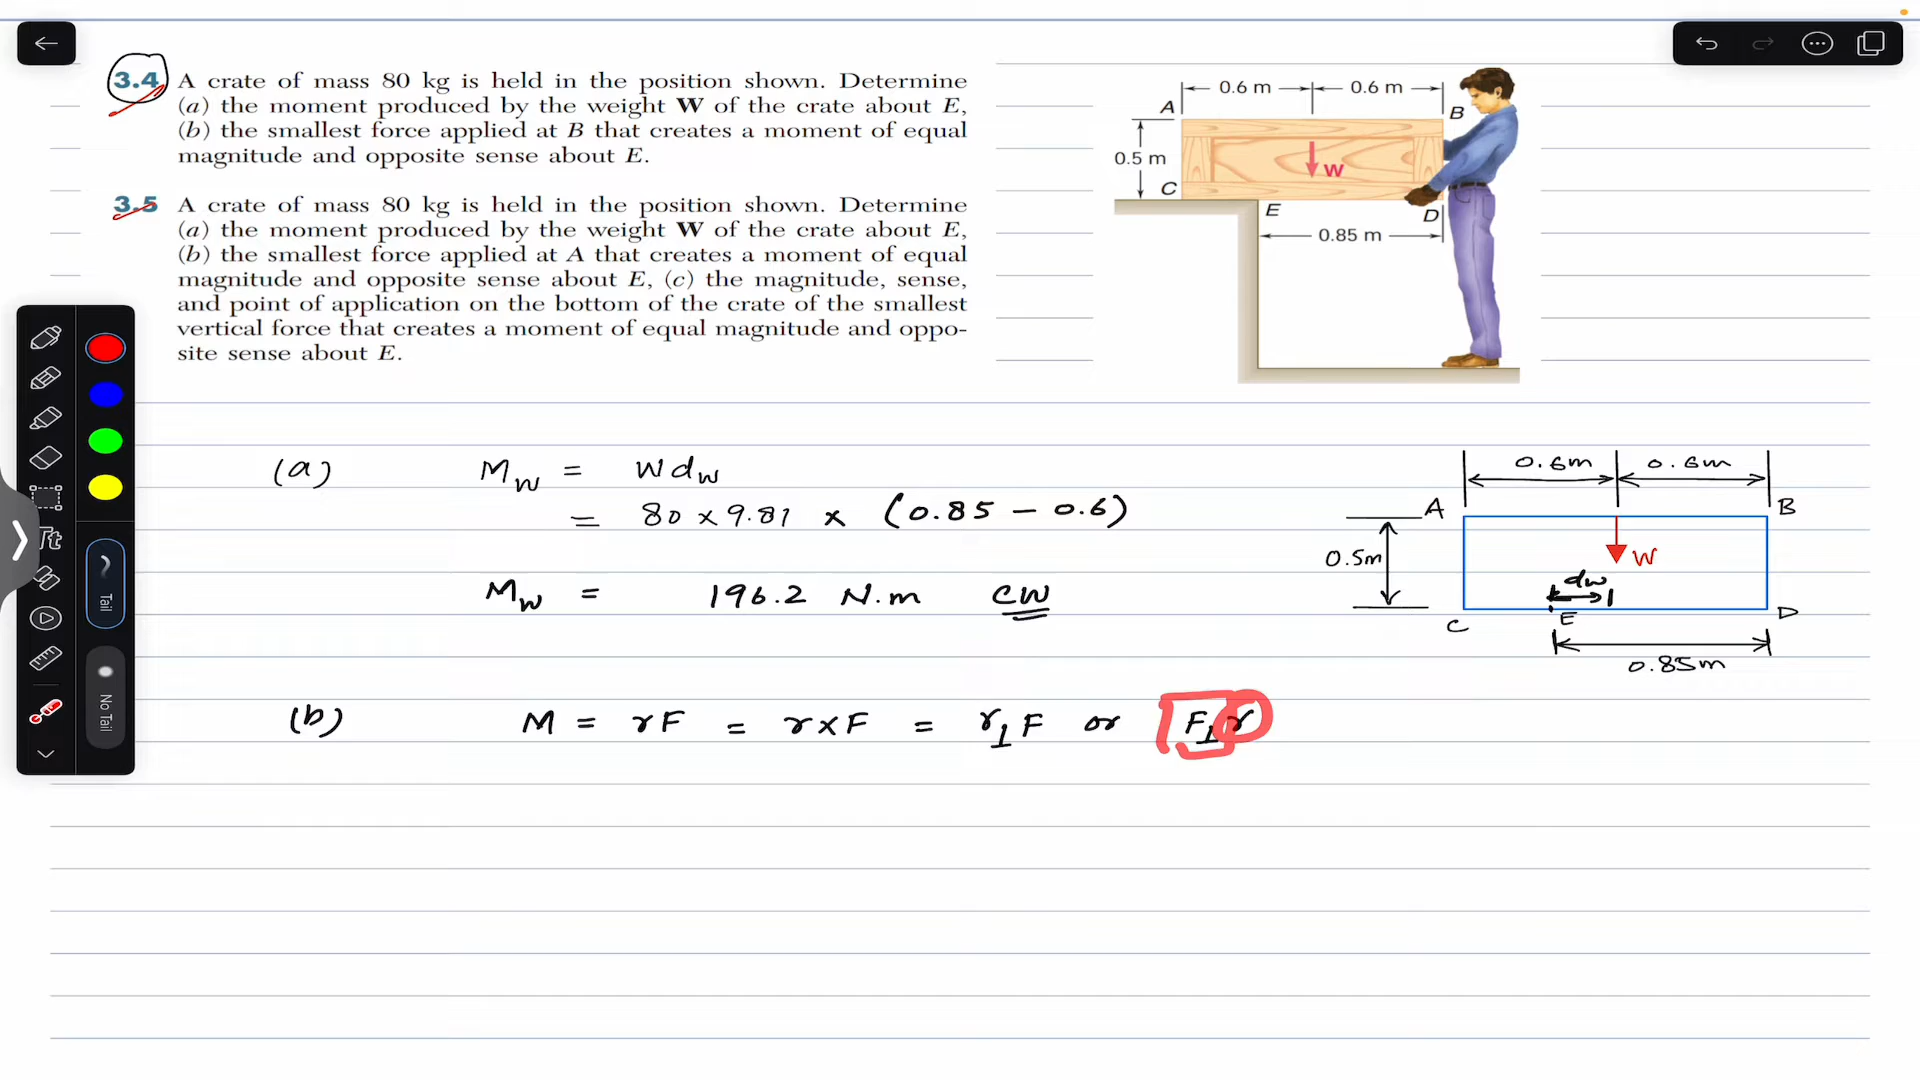 3.4 A crate of mass 80 kg is held in the position shown. Determine
(a) the moment produced by the weight W of the crate about E,
(b) the smallest force applied at B that creates a moment of equal
magnitude and opposite sense about E.
3.5 A crate of mass 80 kg is held in the position shown. Determine
(a) the moment produced by the weight W of the crate about E,
(b) the smallest force applied at A that creates a moment of equal
magnitude and opposite sense about E, (c) the magnitude, sense,
and point of application on the bottom of the crate of the smallest
vertical force that creates a moment of equal magnitude and oppo-
site sense about E.
0.6 m 0.6 m
A B
0.5 m
W
C E D
0.85 m
Tt
Tail
No Tail
(a) Mw = Wdw
= 80 × 9.81 × (0.85 − 0.6)
Mw = 196.2 N.m CW
0.6m 0.6m
A B
0.5m W
dw
C E D
0.85m
(b) M = rF = r×F = r⊥F or F⊥r